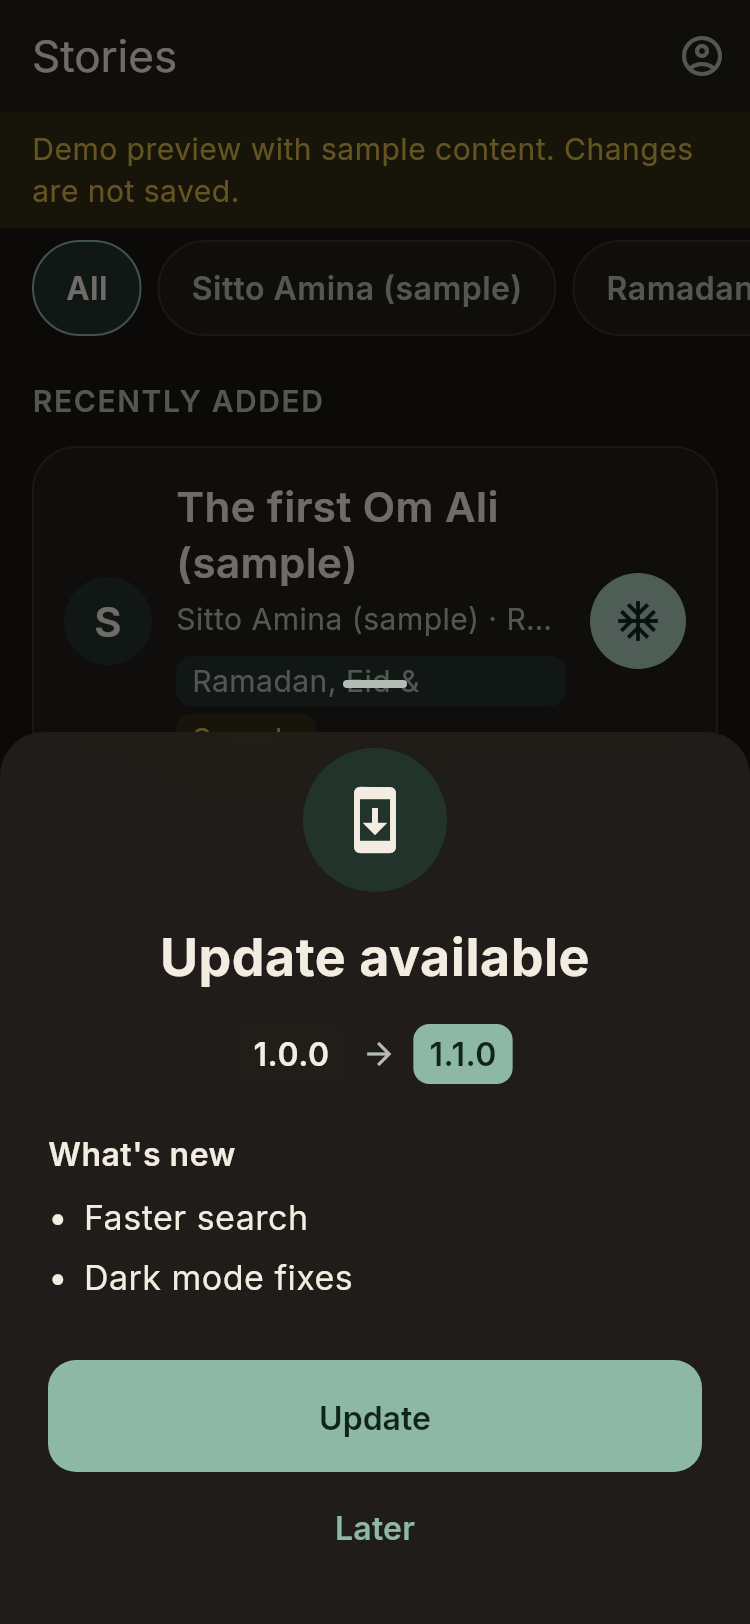 Stories
Demo preview with sample content. Changes
are not saved.
All
Sitto Amina (sample)
Ramadan
RECENTLY ADDED
The first Om Ali
(sample)
S
Sitto Amina (sample) · R...
Ramadan, Eid &
Update available
1.0.0 → 1.1.0
What's new
• Faster search
• Dark mode fixes
Update
Later